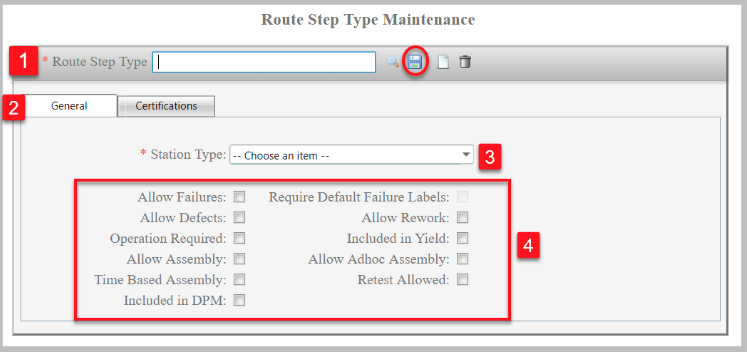 Route Step Type Maintenance
1 * Route Step Type
2 General Certifications
* Station Type: -- Choose an item -- 3
Allow Failures: Require Default Failure Labels:
Allow Defects: Allow Rework:
Operation Required: Included in Yield:
4
Allow Assembly: Allow Adhoc Assembly:
Time Based Assembly: Retest Allowed:
Included in DPM: